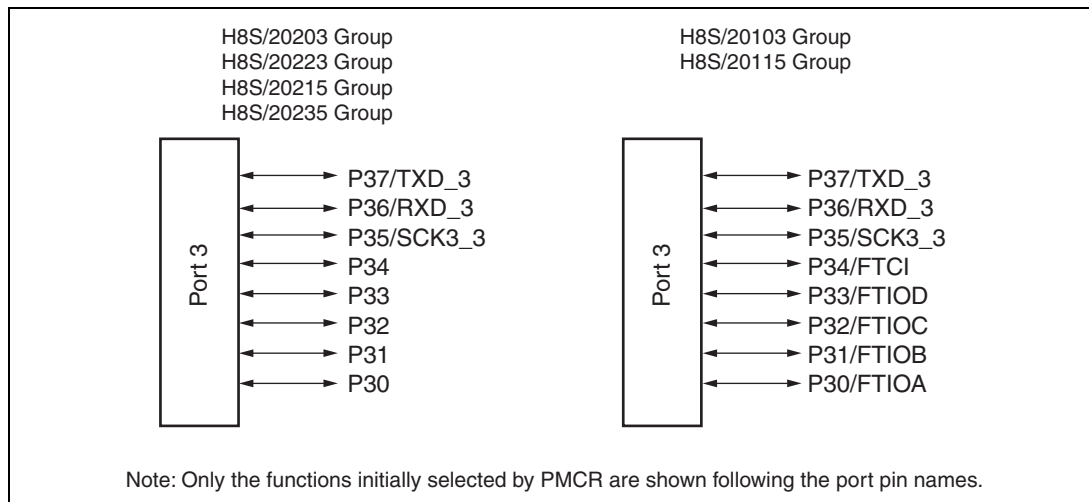 H8S/20203 Group
H8S/20223 Group
H8S/20215 Group
H8S/20235 Group
Port 3
P37/TXD_3
P36/RXD_3
P35/SCK3_3
P34
P33
P32
P31
P30
H8S/20103 Group
H8S/20115 Group
Port 3
P37/TXD_3
P36/RXD_3
P35/SCK3_3
P34/FTCI
P33/FTIOD
P32/FTIOC
P31/FTIOB
P30/FTIOA
Note: Only the functions initially selected by PMCR are shown following the port pin names.